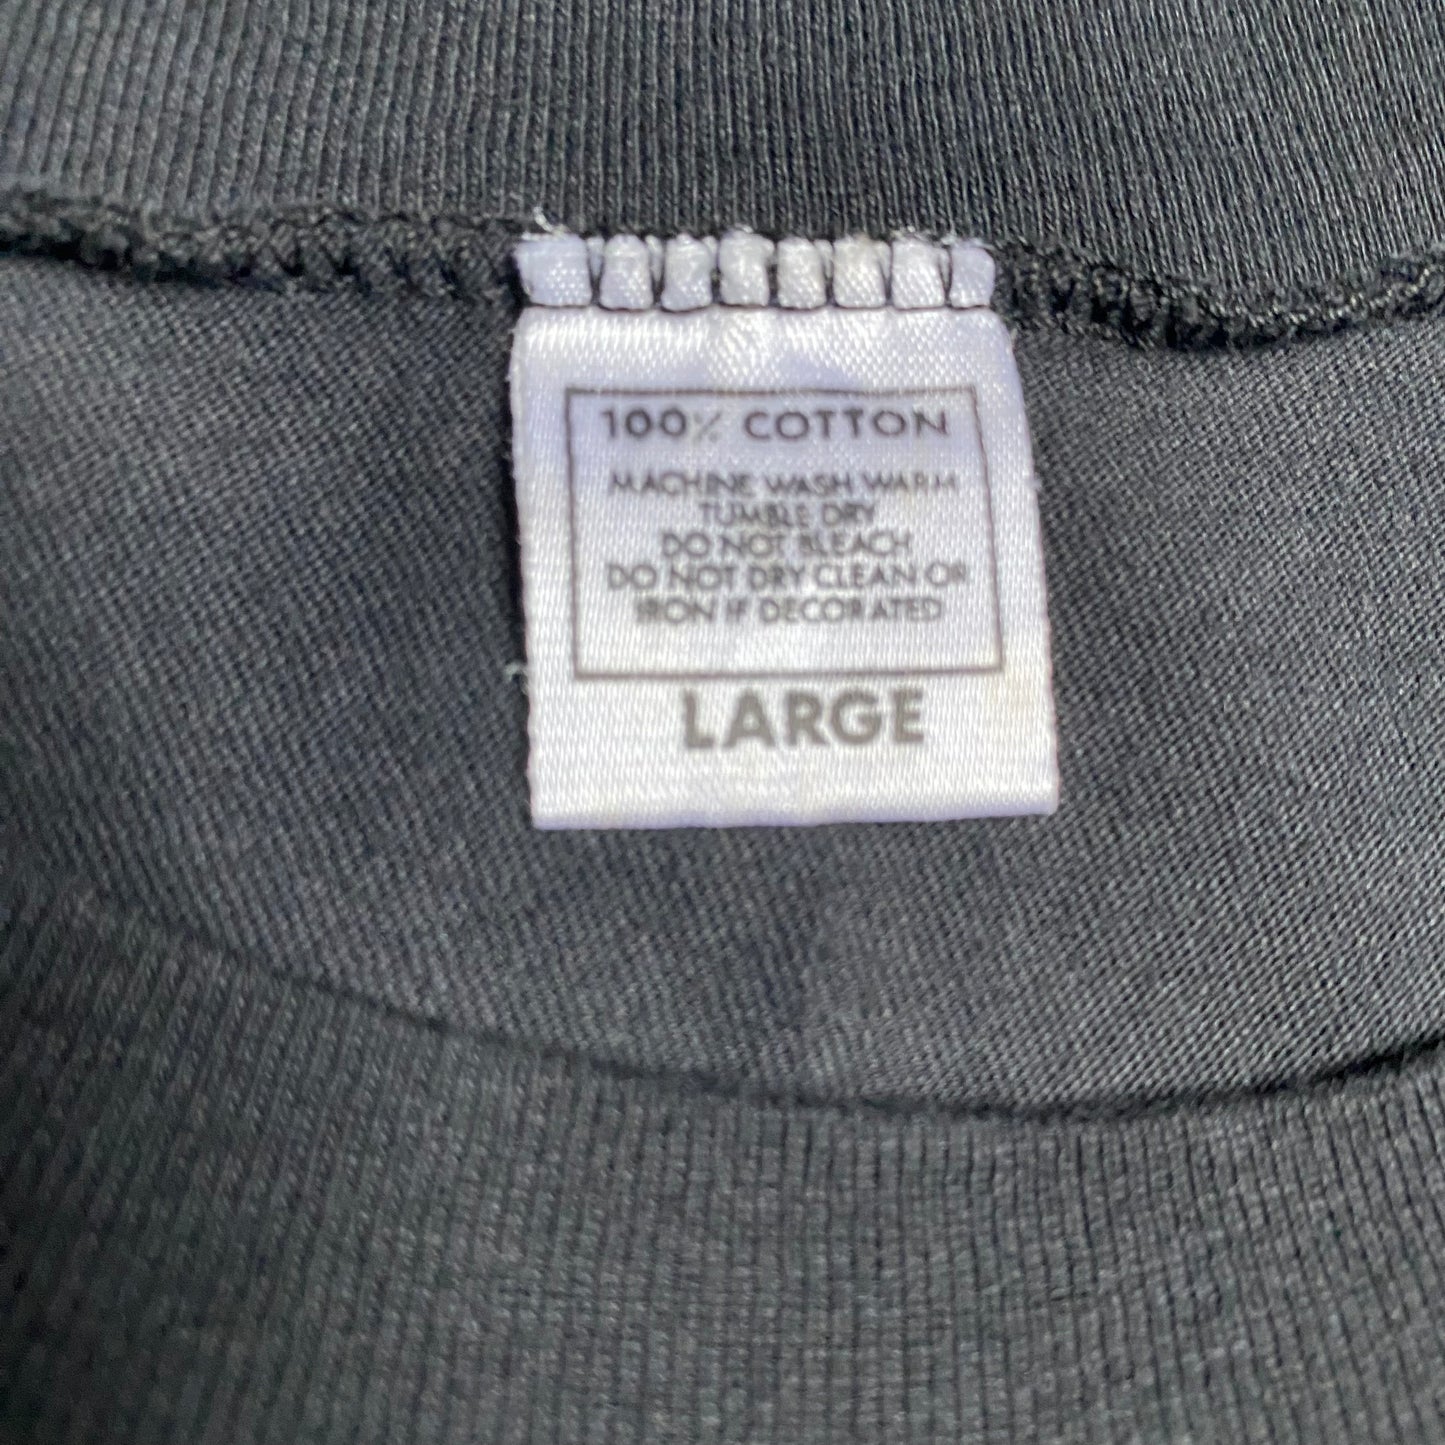 100% COTTON
MACHINE WASH WARM
TUMBLE DRY
DO NOT BLEACH
DO NOT DRY CLEAN OR
IRON IF DECORATED
LARGE